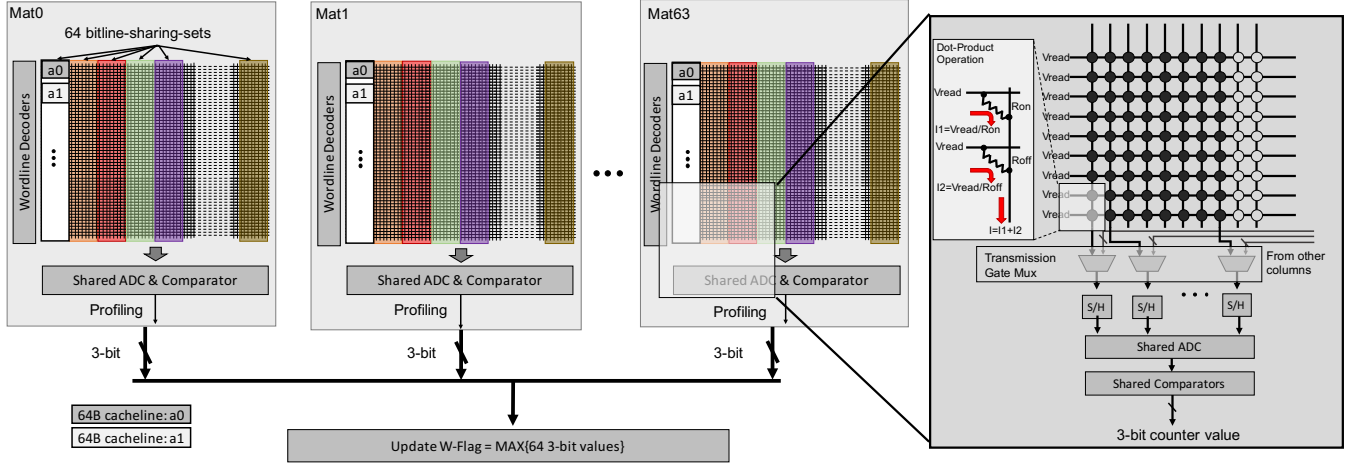 Mat0
64 bitline-sharing-sets
Wordline Decoders
a0
a1
Shared ADC & Comparator
Profiling
3-bit
Mat1
a0
a1
Wordline Decoders
Shared ADC & Comparator
Profiling
3-bit
Mat63
a0
a1
Wordline Decoders
Shared ADC & Comparator
Profiling
3-bit
64B cacheline: a0
64B cacheline: a1
Update W-Flag = MAX{64 3-bit values}
Dot-Product
Operation
Vread
Ron
I1=Vread/Ron
Vread
Roff
I2=Vread/Roff
I=I1+I2
Vread
Vread
Vread
Vread
Vread
Vread
Vread
Vread
Vread
Transmission
Gate Mux
From other
columns
S/H
S/H
S/H
Shared ADC
Shared Comparators
3-bit counter value